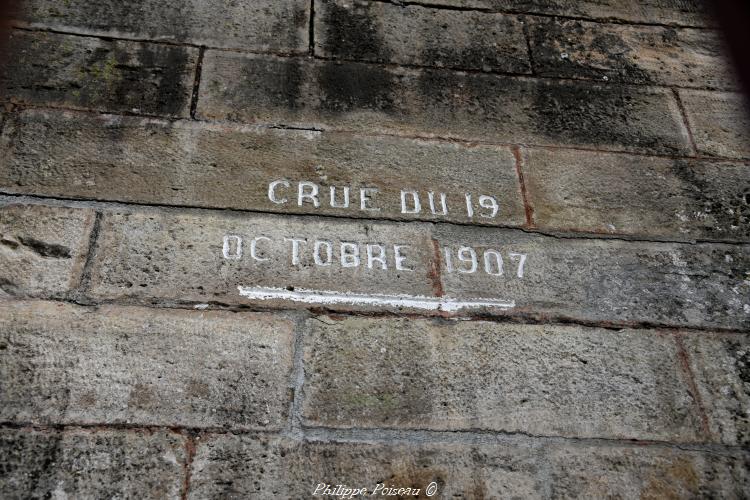 CRUE DU 19
OCTOBRE 1907
Philippe Poiseau ©